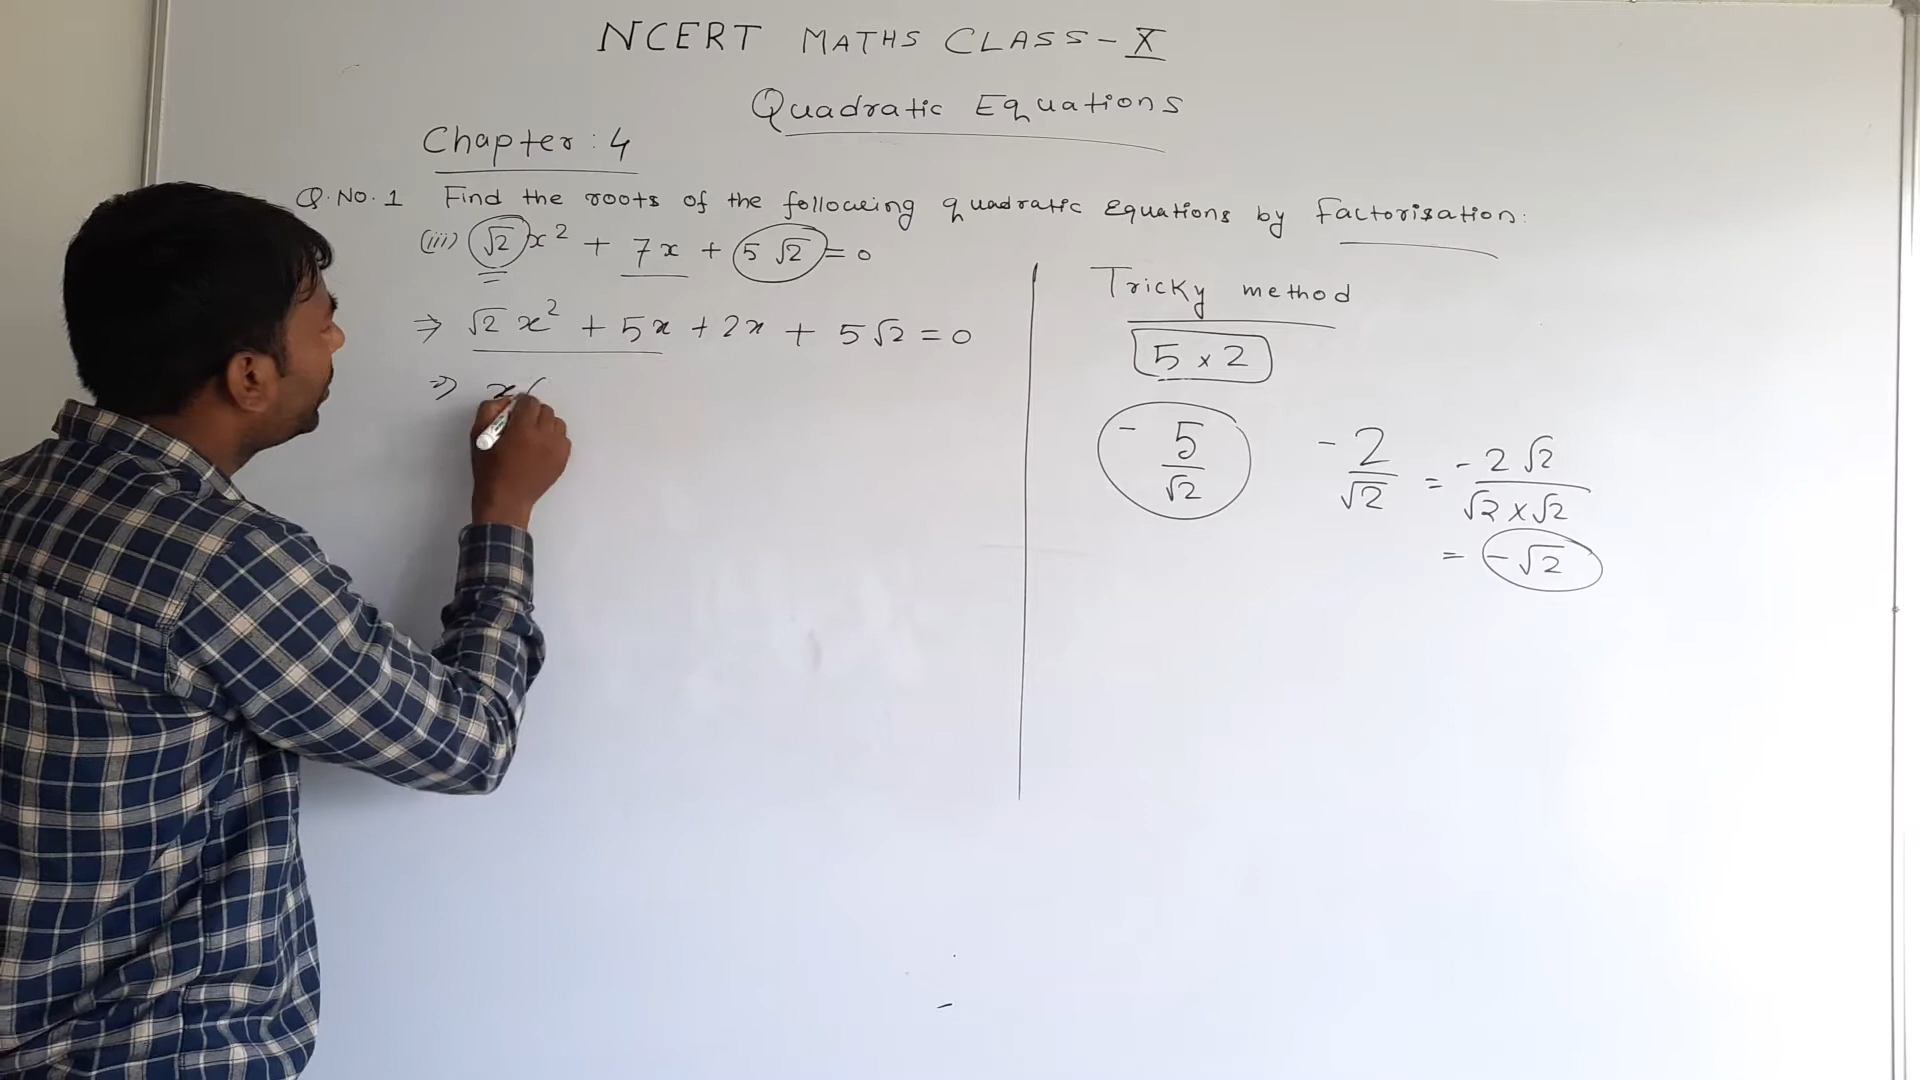 NCERT MATHS CLASS - X
Quadratic Equations
Chapter : 4
Q. No. 1 Find the roots of the following quadratic Equations by Factorisation:
(iii) √2 x² + 7x + 5√2 = 0
⇒ √2 x² + 5x + 2x + 5√2 = 0
⇒ x(
Tricky method
5 × 2
- 5/√2 - 2/√2 = - 2√2/√2 × √2
= -√2